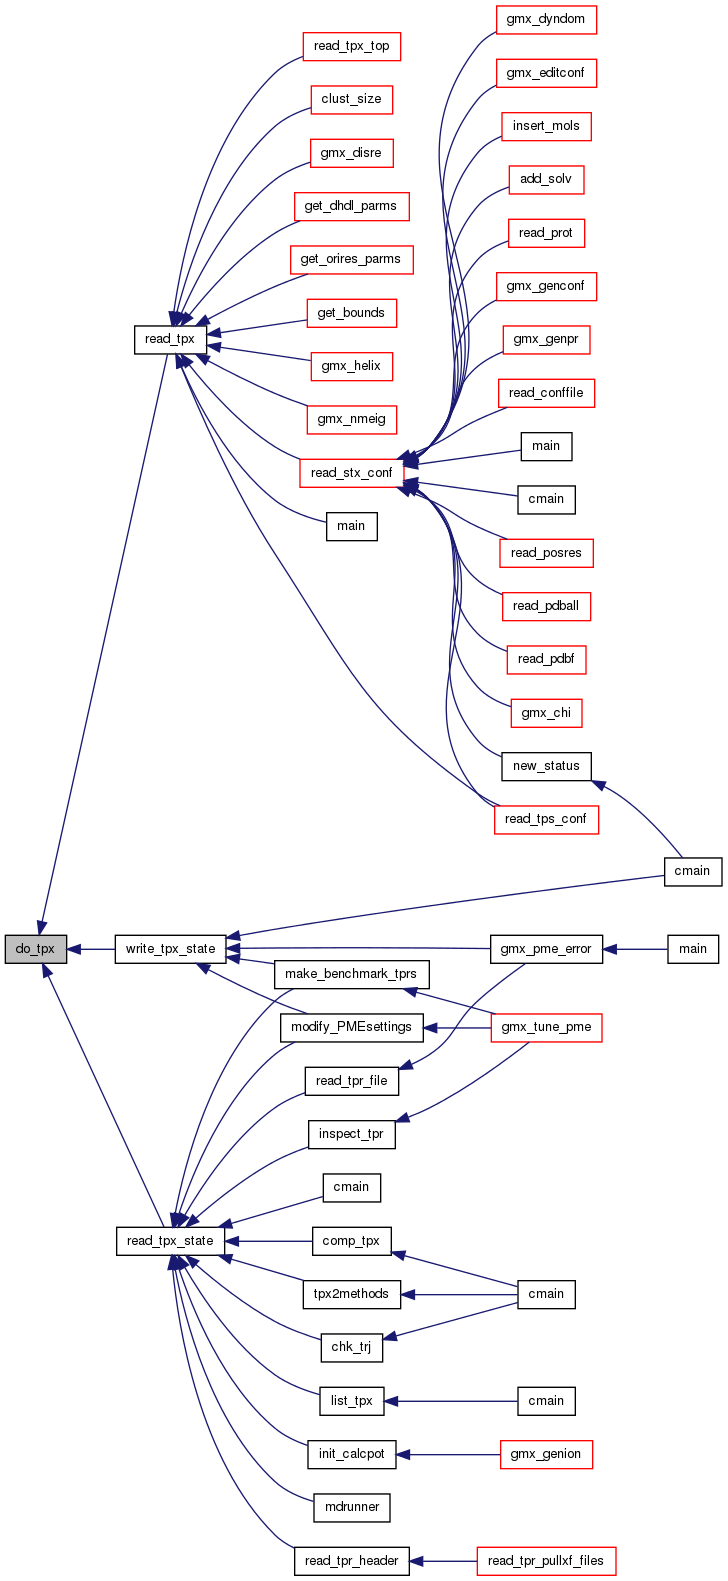 gmx_dyndom
read_tpx_top
gmx_editconf
clust_size
insert_mols
gmx_disre
add_solv
get_dhdl_parms
read_prot
get_orires_parms
gmx_genconf
get_bounds
read_tpx
gmx_genpr
gmx_helix
read_conffile
gmx_nmeig
main
read_stx_conf
cmain
main
read_posres
read_pdball
read_pdbf
gmx_chi
new_status
read_tps_conf
cmain
do_tpx
write_tpx_state
gmx_pme_error
main
make_benchmark_tprs
modify_PMEsettings
gmx_tune_pme
read_tpr_file
inspect_tpr
cmain
read_tpx_state
comp_tpx
tpx2methods
cmain
chk_trj
list_tpx
cmain
init_calcpot
gmx_genion
mdrunner
read_tpr_header
read_tpr_pullxf_files